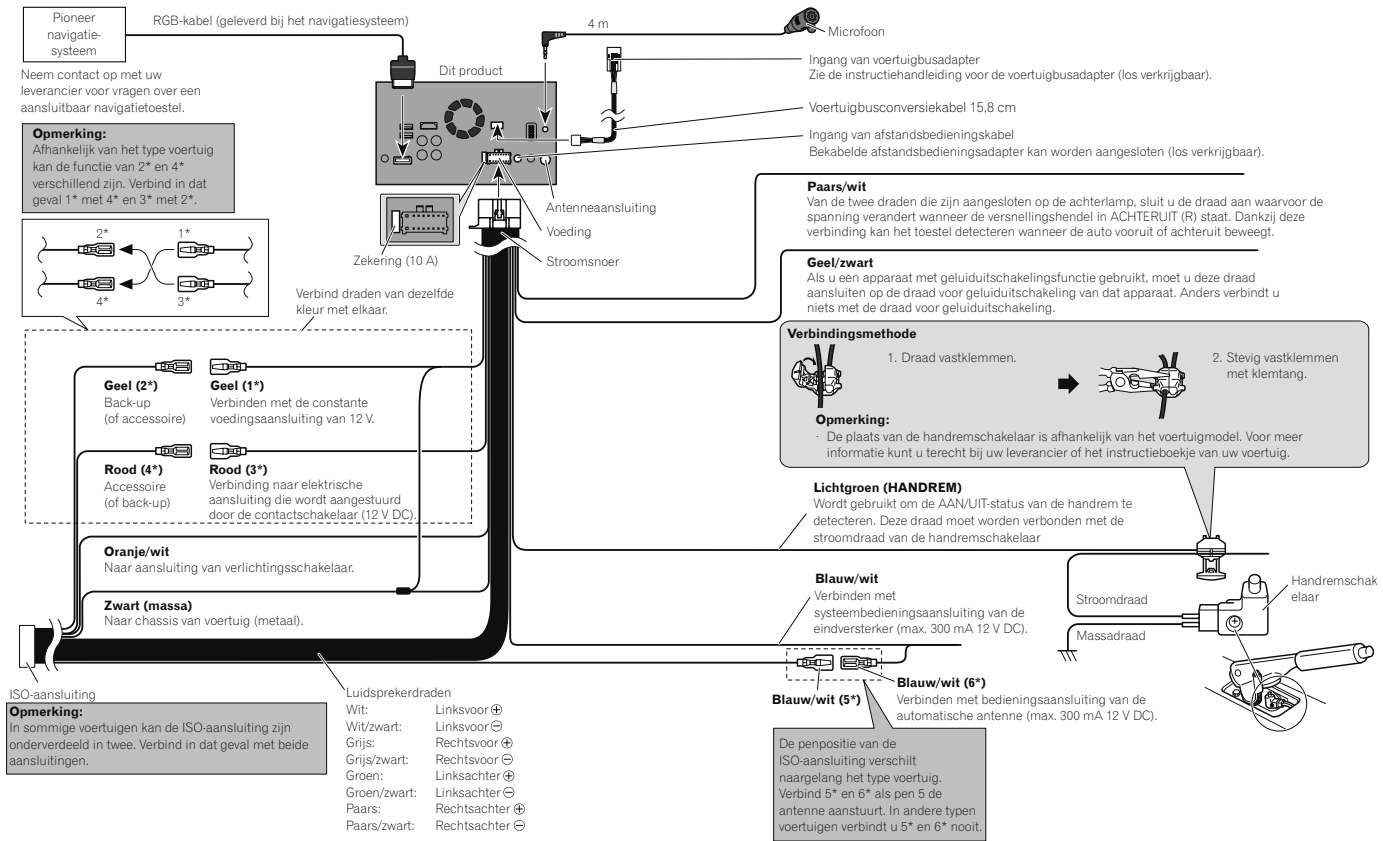 Pioneer
navigatie-
systeem
RGB-kabel (geleverd bij het navigatiesysteem)
Neem contact op met uw
leverancier voor vragen over een
aansluitbaar navigatietoestel.
Opmerking:
Afhankelijk van het type voertuig
kan de functie van 2* en 4*
verschillend zijn. Verbind in dat
geval 1* met 4* en 3* met 2*.
2*
1*
4*
3*
Dit product
4 m
Microfoon
Ingang van voertuigbusadapter
Zie de instructiehandleiding voor de voertuigbusadapter (los verkrijgbaar).
Voertuigbusconversiekabel 15,8 cm
Ingang van afstandsbedieningskabel
Bekabelde afstandsbedieningsadapter kan worden aangesloten (los verkrijgbaar).
Antenneaansluiting
Voeding
Zekering (10 A)
Stroomsnoer
Paars/wit
Van de twee draden die zijn aangesloten op de achterlamp, sluit u de draad aan waarvoor de
spanning verandert wanneer de versnellingshendel in ACHTERUIT (R) staat. Dankzij deze
verbinding kan het toestel detecteren wanneer de auto vooruit of achteruit beweegt.
Geel/zwart
Als u een apparaat met geluiduitschakelingsfunctie gebruikt, moet u deze draad
aansluiten op de draad voor geluiduitschakeling van dat apparaat. Anders verbindt u
niets met de draad voor geluiduitschakeling.
Verbind draden van dezelfde
kleur met elkaar.
Geel (2*)
Back-up
(of accessoire)
Geel (1*)
Verbinden met de constante
voedingsaansluiting van 12 V.
Rood (4*)
Accessoire
(of back-up)
Rood (3*)
Verbinding naar elektrische
aansluiting die wordt aangestuurd
door de contactschakelaar (12 V DC).
Oranje/wit
Naar aansluiting van verlichtingsschakelaar.
Zwart (massa)
Naar chassis van voertuig (metaal).
Verbindingsmethode
1. Draad vastklemmen.
2. Stevig vastklemmen
met klemtang.
Opmerking:
· De plaats van de handremschakelaar is afhankelijk van het voertuigmodel. Voor meer
informatie kunt u terecht bij uw leverancier of het instructieboekje van uw voertuig.
Lichtgroen (HANDREM)
Wordt gebruikt om de AAN/UIT-status van de handrem te
detecteren. Deze draad moet worden verbonden met de
stroomdraad van de handremschakelaar
Blauw/wit
Verbinden met
systeembedieningsaansluiting van de
eindversterker (max. 300 mA 12 V DC).
Stroomdraad
Massadraad
Handremschak
elaar
Blauw/wit (5*)
Blauw/wit (6*)
Verbinden met bedieningsaansluiting van de
automatische antenne (max. 300 mA 12 V DC).
De penpositie van de
ISO-aansluiting verschilt
naargelang het type voertuig.
Verbind 5* en 6* als pen 5 de
antenne aanstuurt. In andere typen
voertuigen verbindt u 5* en 6* nooit.
ISO-aansluiting
Opmerking:
In sommige voertuigen kan de ISO-aansluiting zijn
onderverdeeld in twee. Verbind in dat geval met beide
aansluitingen.
Luidsprekerdraden
Wit: Linksvoor ⊕
Wit/zwart: Linksvoor ⊖
Grijs: Rechtsvoor ⊕
Grijs/zwart: Rechtsvoor ⊖
Groen: Linksachter ⊕
Groen/zwart: Linksachter ⊖
Paars: Rechtsachter ⊕
Paars/zwart: Rechtsachter ⊖